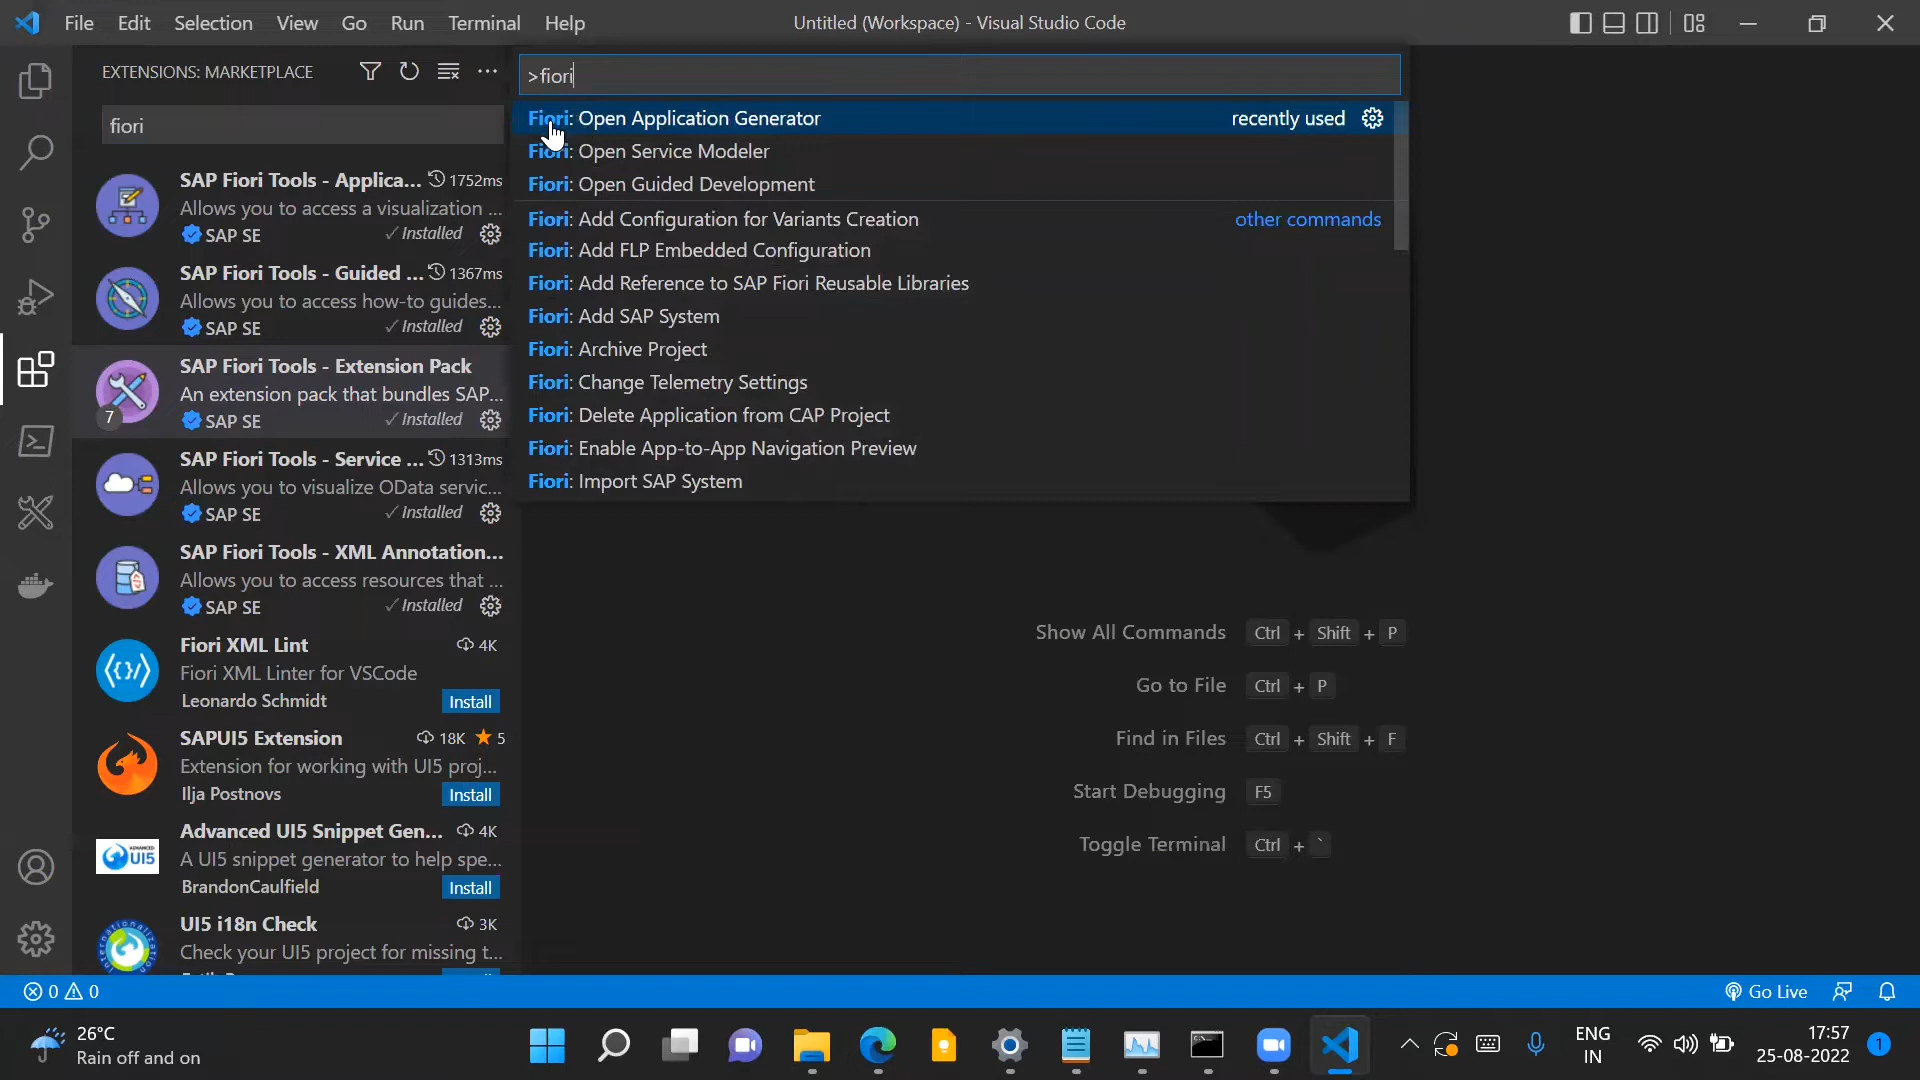 File Edit Selection View Go Run Terminal Help
Untitled (Workspace) - Visual Studio Code
EXTENSIONS: MARKETPLACE
fiori
SAP Fiori Tools - Applica... 1752ms
Allows you to access a visualization ...
SAP SE ✓Installed
SAP Fiori Tools - Guided ... 1367ms
Allows you to access how-to guides...
SAP SE ✓Installed
SAP Fiori Tools - Extension Pack
An extension pack that bundles SAP...
7
SAP SE ✓Installed
SAP Fiori Tools - Service ... 1313ms
Allows you to visualize OData servic...
SAP SE ✓Installed
SAP Fiori Tools - XML Annotation...
Allows you to access resources that ...
SAP SE ✓Installed
Fiori XML Lint 4K
Fiori XML Linter for VSCode
Leonardo Schmidt Install
SAPUI5 Extension 18K ★ 5
Extension for working with UI5 proj...
Ilja Postnovs Install
Advanced UI5 Snippet Gen... 4K
A UI5 snippet generator to help spe...
BrandonCaulfield Install
UI5 i18n Check 3K
Check your UI5 project for missing t...
>fiori
Fiori: Open Application Generator recently used
Fiori: Open Service Modeler
Fiori: Open Guided Development
Fiori: Add Configuration for Variants Creation other commands
Fiori: Add FLP Embedded Configuration
Fiori: Add Reference to SAP Fiori Reusable Libraries
Fiori: Add SAP System
Fiori: Archive Project
Fiori: Change Telemetry Settings
Fiori: Delete Application from CAP Project
Fiori: Enable App-to-App Navigation Preview
Fiori: Import SAP System
Show All Commands Ctrl + Shift + P
Go to File Ctrl + P
Find in Files Ctrl + Shift + F
Start Debugging F5
Toggle Terminal Ctrl + `
0 0
Go Live
26°C
Rain off and on
ENG
IN
17:57
25-08-2022
1